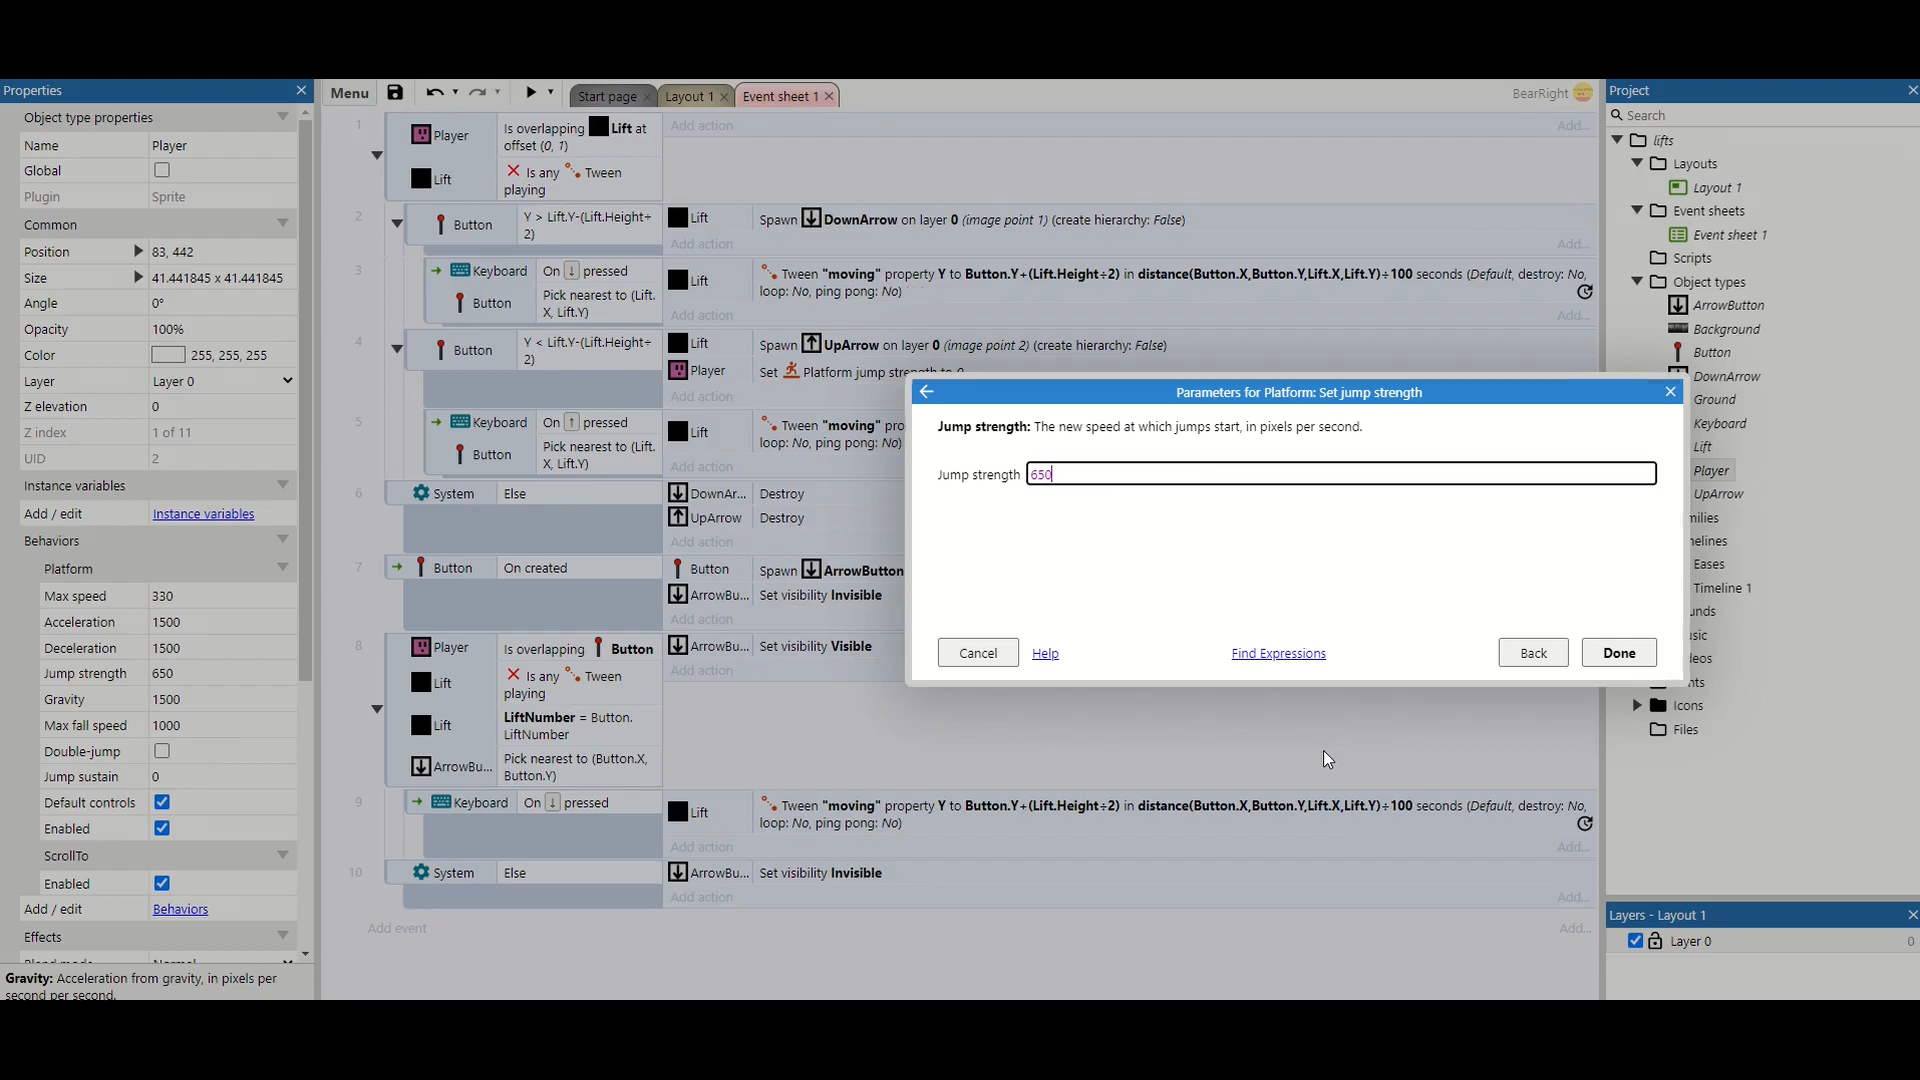 Properties
Object type properties
Name Player
Global
Plugin Sprite
Common
Position 83, 442
Size 41.441845 x 41.441845
Angle 0°
Opacity 100%
Color 255, 255, 255
Layer Layer 0
Z elevation 0
Z index 1 of 11
UID 2
Instance variables
Add / edit Instance variables
Behaviors
Platform
Max speed 330
Acceleration 1500
Deceleration 1500
Jump strength 650
Gravity 1500
Max fall speed 1000
Double-jump
Jump sustain 0
Default controls
Enabled
ScrollTo
Enabled
Add / edit Behaviors
Effects
Gravity: Acceleration from gravity, in pixels per
second per second.
Menu
Start page Layout 1 Event sheet 1
BearRight
1
Player Is overlapping Lift at
offset (0, 1)
Lift Is any Tween
playing
Add action Add...
2
Button Y > Lift.Y-(Lift.Height÷
2)
Lift Spawn DownArrow on layer 0 (image point 1) (create hierarchy: False)
Add action Add...
3
Keyboard On ↓ pressed
Button Pick nearest to (Lift.
X, Lift.Y)
Lift Tween "moving" property Y to Button.Y+(Lift.Height÷2) in distance(Button.X,Button.Y,Lift.X,Lift.Y)÷100 seconds (Default, destroy: No,
loop: No, ping pong: No)
Add action Add...
4
Button Y < Lift.Y-(Lift.Height÷
2)
Lift Spawn UpArrow on layer 0 (image point 2) (create hierarchy: False)
Player Set Platform jump strength to 0
Add action
5
Keyboard On ↑ pressed
Button Pick nearest to (Lift.
X, Lift.Y)
Lift Tween "moving" pro
loop: No, ping pong: No)
Add action
6
System Else
DownAr... Destroy
UpArrow Destroy
Add action
7
Button On created
Button Spawn ArrowButton
ArrowBu... Set visibility Invisible
Add action
8
Player Is overlapping Button
Lift Is any Tween
playing
Lift LiftNumber = Button.
LiftNumber
ArrowBu... Pick nearest to (Button.X,
Button.Y)
ArrowBu... Set visibility Visible
Add action
9
Keyboard On ↓ pressed
Lift Tween "moving" property Y to Button.Y+(Lift.Height÷2) in distance(Button.X,Button.Y,Lift.X,Lift.Y)÷100 seconds (Default, destroy: No,
loop: No, ping pong: No)
Add action Add...
10
System Else
ArrowBu... Set visibility Invisible
Add action Add...
Add event Add...
Parameters for Platform: Set jump strength
Jump strength: The new speed at which jumps start, in pixels per second.
Jump strength 650
Cancel Help Find Expressions Back Done
Project
Search
lifts
Layouts
Layout 1
Event sheets
Event sheet 1
Scripts
Object types
ArrowButton
Background
Button
DownArrow
Ground
Keyboard
Lift
Player
UpArrow
nilies
nelines
Eases
Timeline 1
unds
usic
deos
nts
Icons
Files
Layers - Layout 1
Layer 0 0